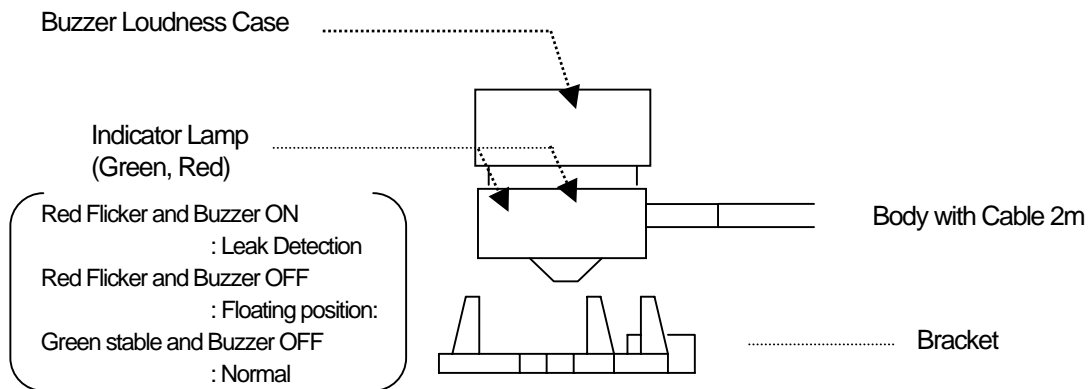 Buzzer Loudness Case
Indicator Lamp
(Green, Red)
Red Flicker and Buzzer ON
: Leak Detection
Red Flicker and Buzzer OFF
: Floating position:
Green stable and Buzzer OFF
: Normal
Body with Cable 2m
Bracket